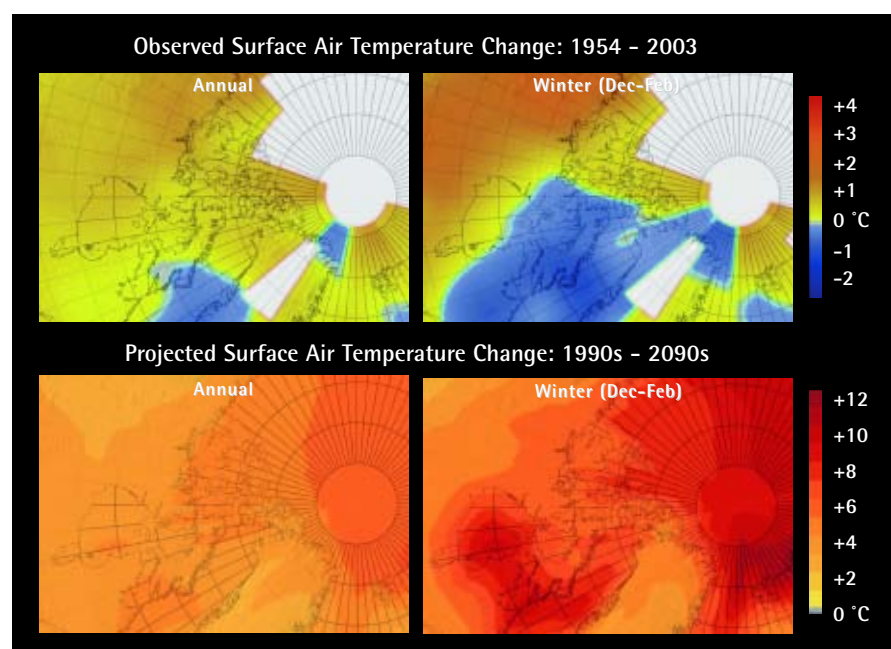 Observed Surface Air Temperature Change: 1954 - 2003
Annual
Winter (Dec-Feb)
+4
+3
+2
+1
0 ˚C
-1
-2
Projected Surface Air Temperature Change: 1990s - 2090s
Annual
Winter (Dec-Feb)
+12
+10
+8
+6
+4
+2
0 ˚C